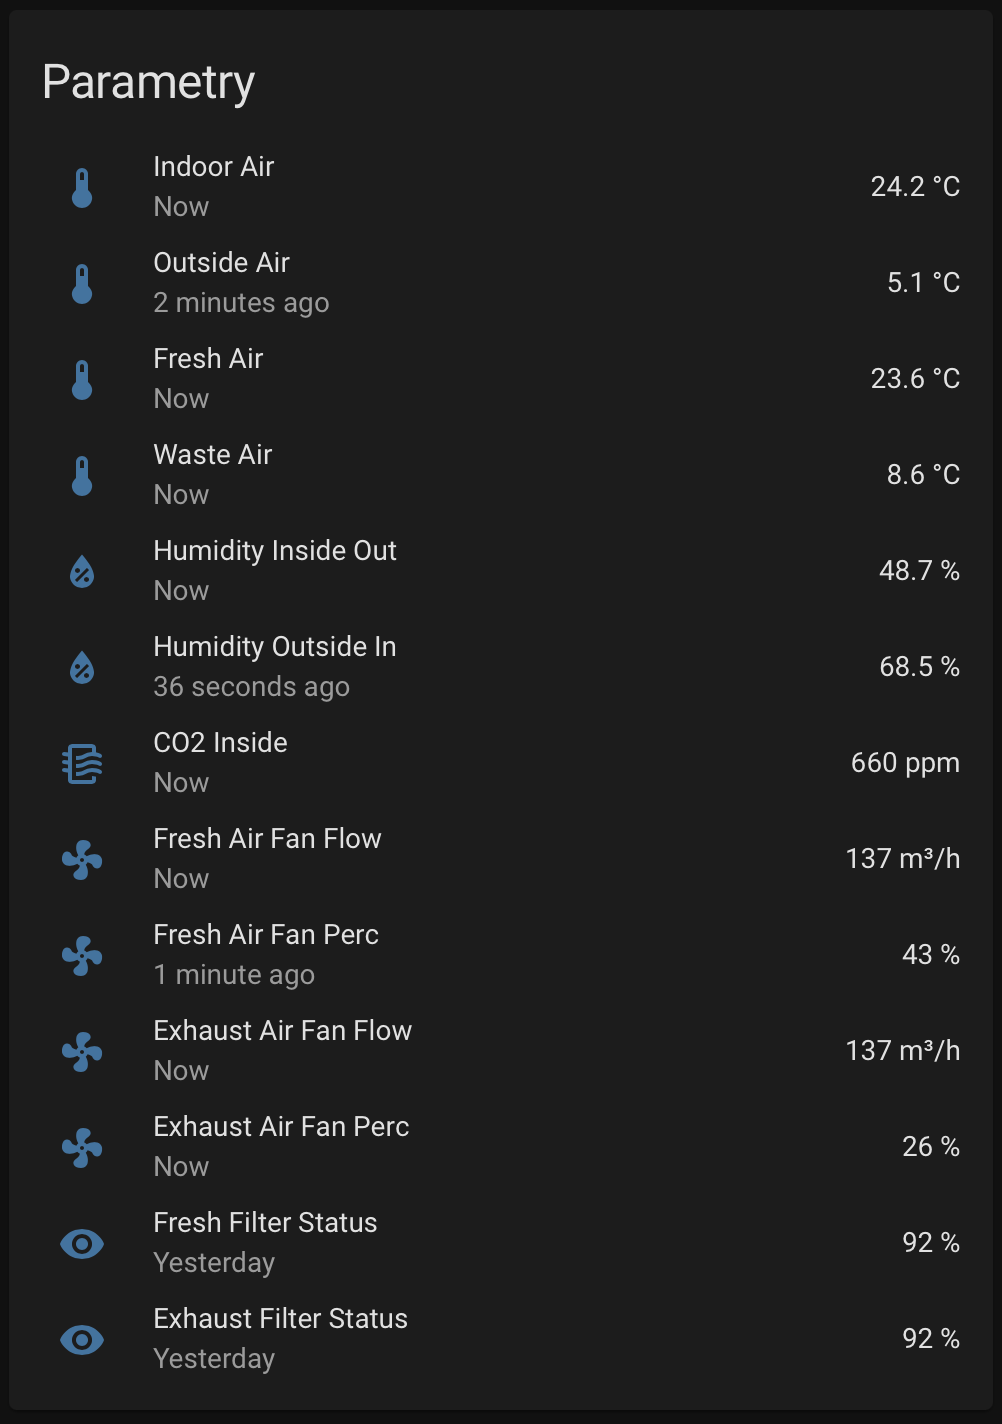 Parametry
Indoor Air
Now
24.2 °C
Outside Air
2 minutes ago
5.1 °C
Fresh Air
Now
23.6 °C
Waste Air
Now
8.6 °C
Humidity Inside Out
Now
48.7 %
Humidity Outside In
36 seconds ago
68.5 %
CO2 Inside
Now
660 ppm
Fresh Air Fan Flow
Now
137 m³/h
Fresh Air Fan Perc
1 minute ago
43 %
Exhaust Air Fan Flow
Now
137 m³/h
Exhaust Air Fan Perc
Now
26 %
Fresh Filter Status
Yesterday
92 %
Exhaust Filter Status
Yesterday
92 %